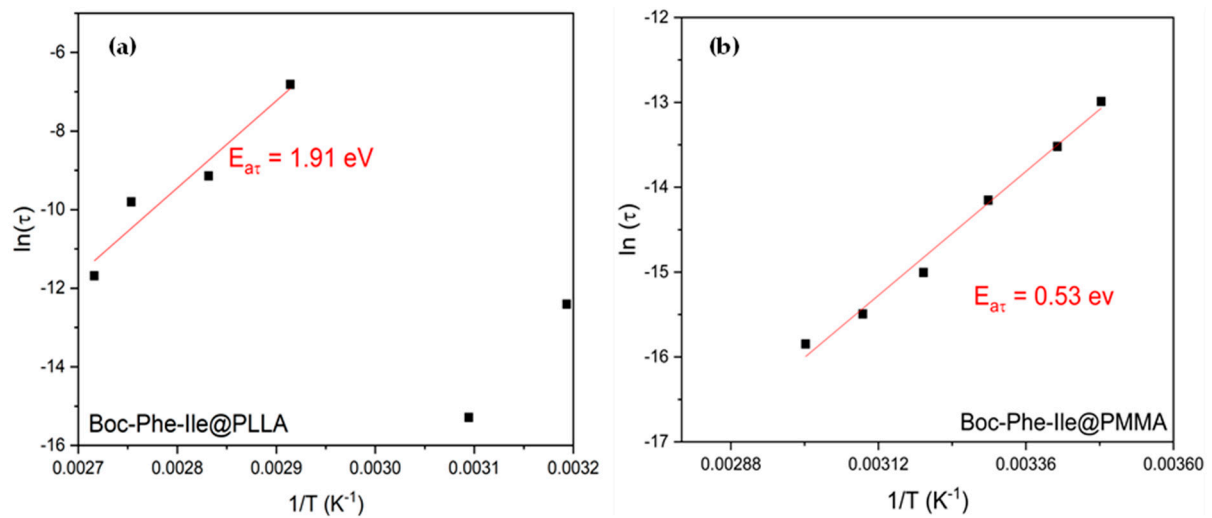 (a)
-6
-8
-10
-12
-14
-16
ln(τ)
E_aτ = 1.91 eV
Boc-Phe-Ile@PLLA
0.0027 0.0028 0.0029 0.0030 0.0031 0.0032
1/T (K⁻¹)
(b)
-12
-13
-14
-15
-16
-17
ln (τ)
E_aτ = 0.53 ev
Boc-Phe-Ile@PMMA
0.00288 0.00312 0.00336 0.00360
1/T (K⁻¹)